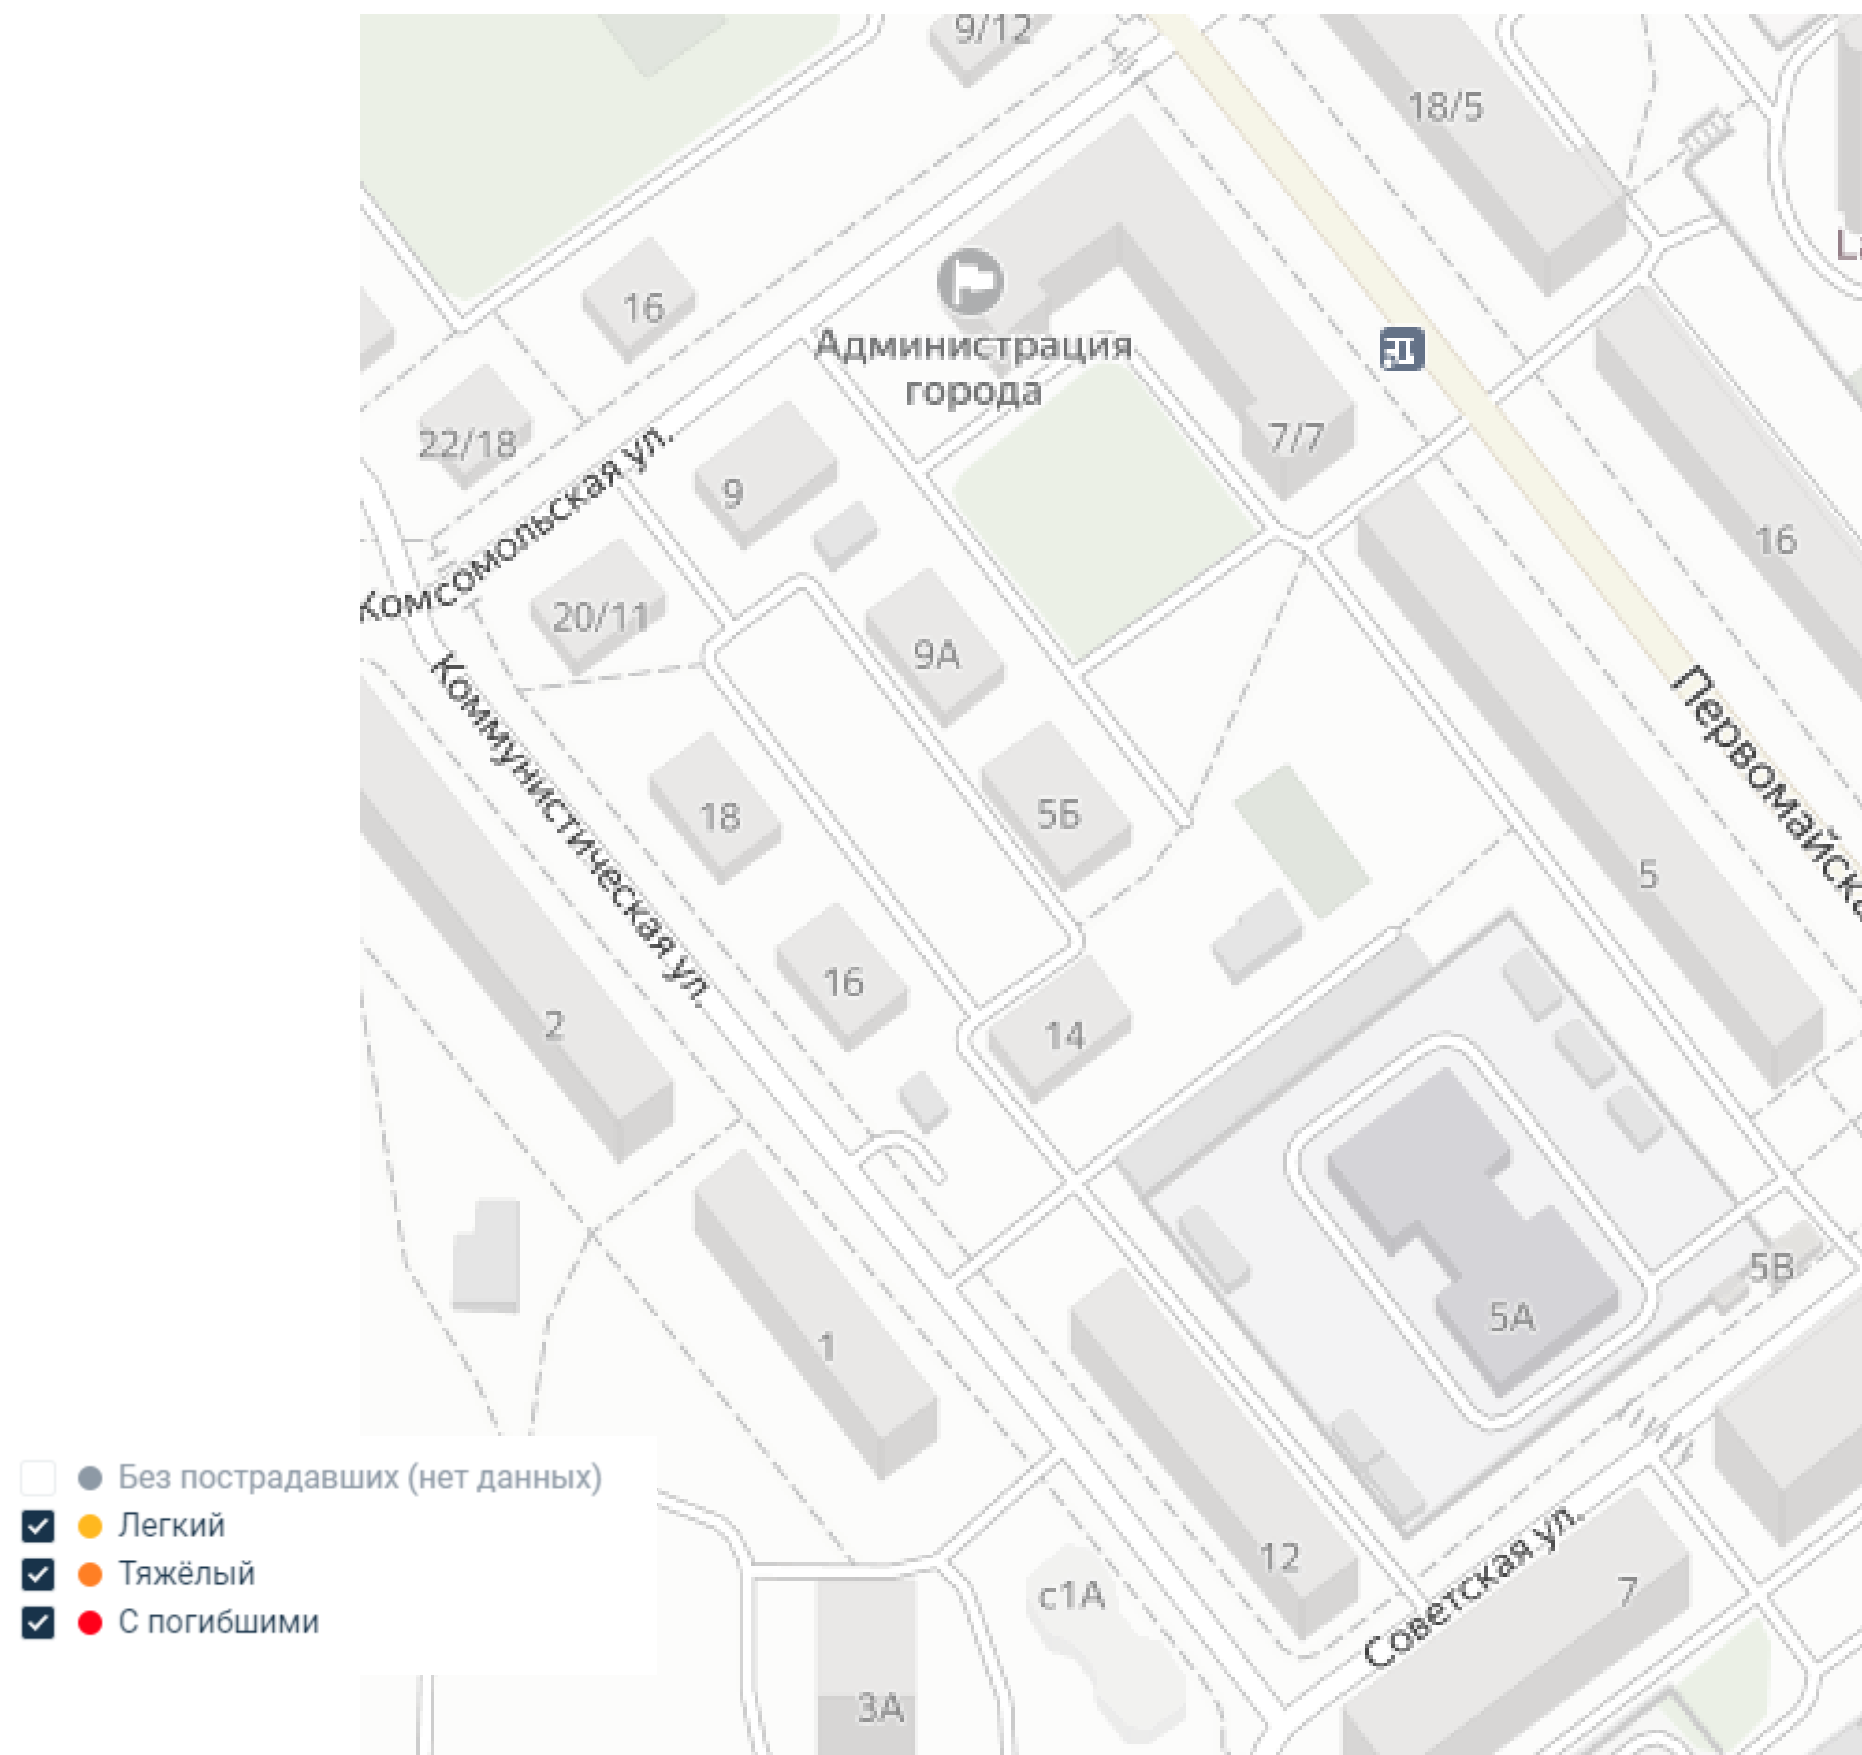 9/12
18/5
16
Администрация
города
22/18
7/7
9
Комсомольская ул.
16
20/11
9А
Коммунистическая ул.
Первомайска
18
5Б
5
16
2
14
5В
5А
1
12
с1А
7
Советская ул.
3А
Без пострадавших (нет данных)
Легкий
Тяжёлый
С погибшими